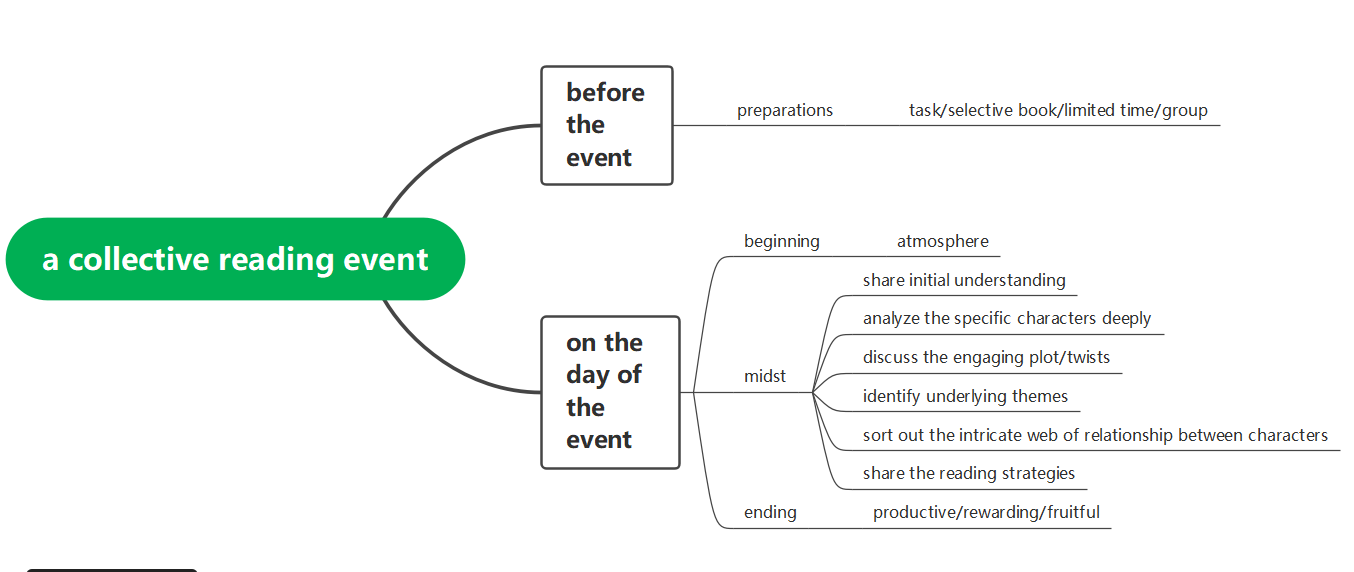 before
the
event
preparations
task/selective book/limited time/group
a collective reading event
on the
day of
the
event
beginning
atmosphere
midst
share initial understanding
analyze the specific characters deeply
discuss the engaging plot/twists
identify underlying themes
sort out the intricate web of relationship between characters
share the reading strategies
ending
productive/rewarding/fruitful